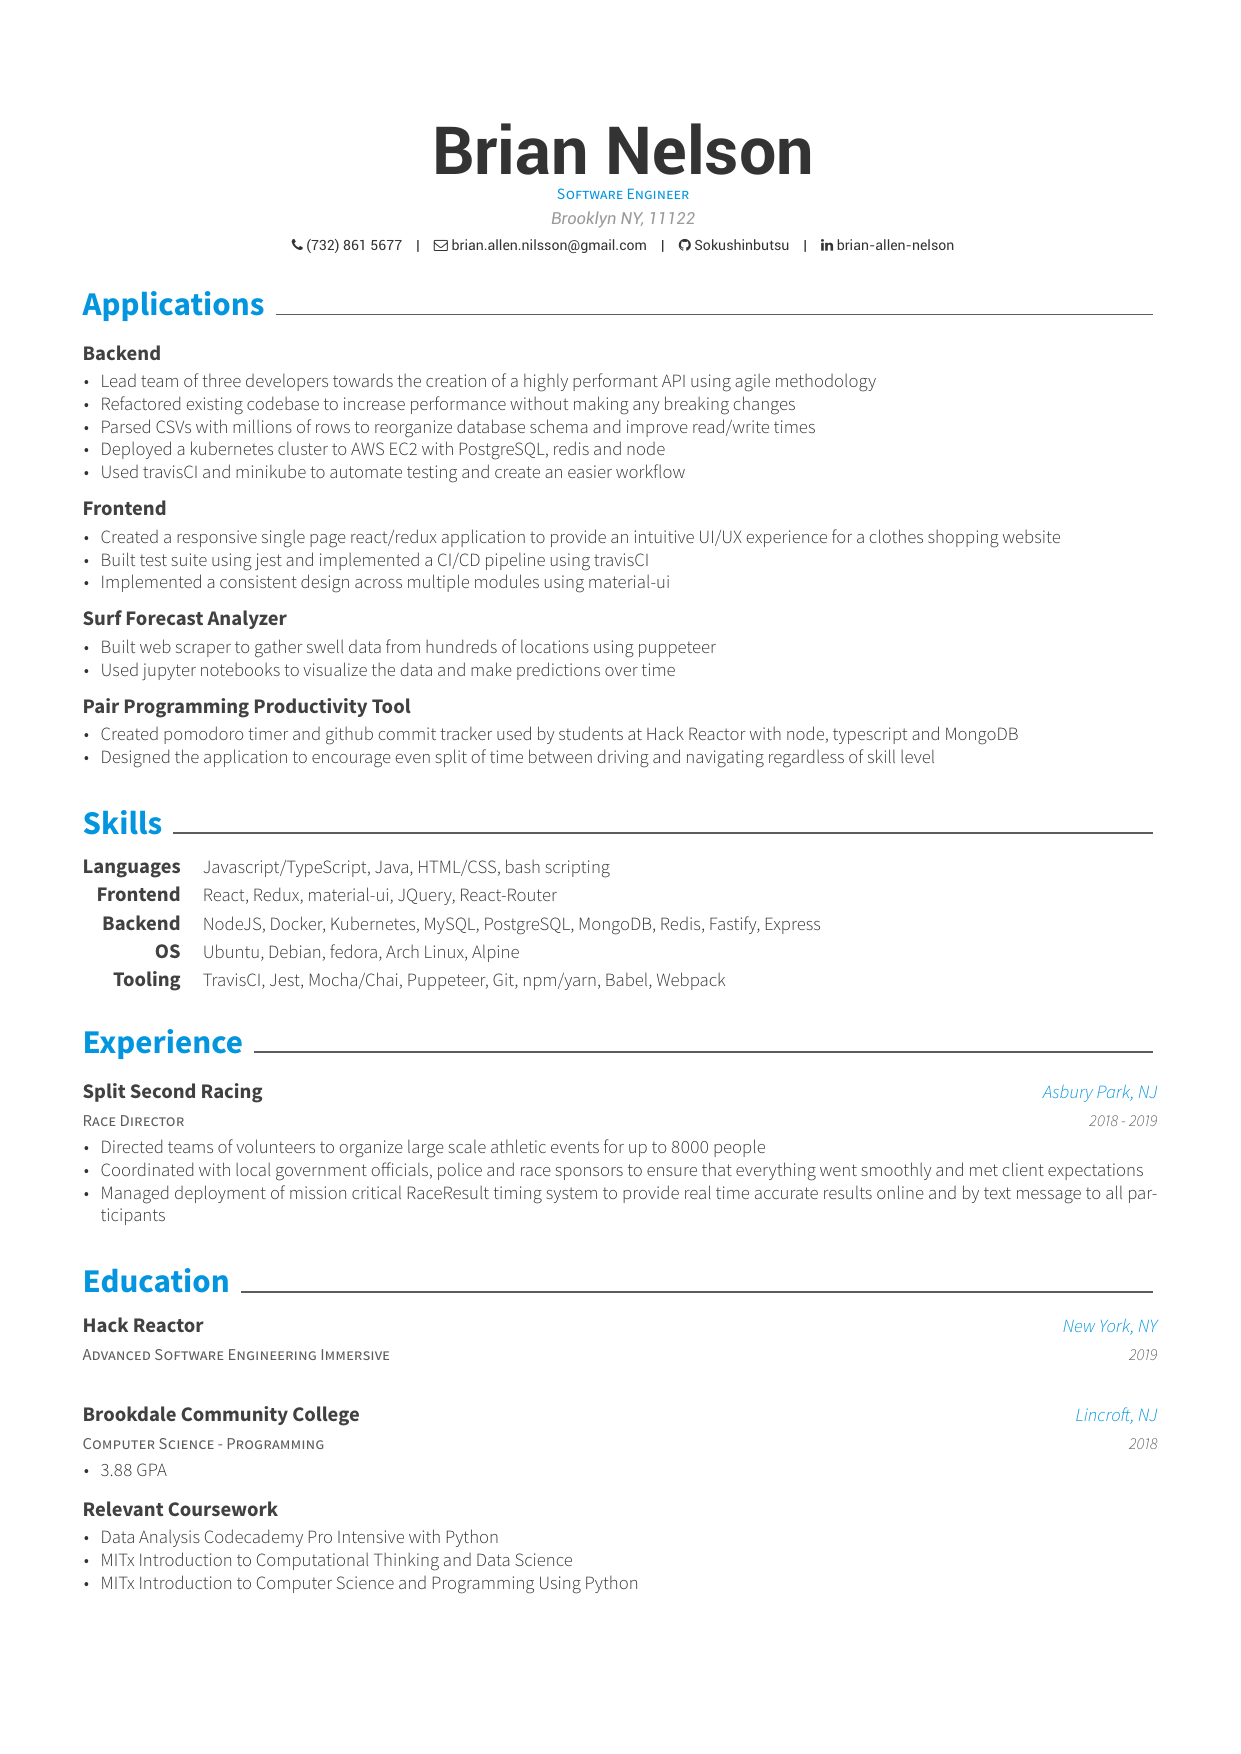 Brian Nelson
Software Engineer
Brooklyn NY, 11122
(732) 861 5677 | brian.allen.nilsson@gmail.com | Sokushinbutsu | brian-allen-nelson
Applications
Backend
• Lead team of three developers towards the creation of a highly performant API using agile methodology
• Refactored existing codebase to increase performance without making any breaking changes
• Parsed CSVs with millions of rows to reorganize database schema and improve read/write times
• Deployed a kubernetes cluster to AWS EC2 with PostgreSQL, redis and node
• Used travisCI and minikube to automate testing and create an easier workflow
Frontend
• Created a responsive single page react/redux application to provide an intuitive UI/UX experience for a clothes shopping website
• Built test suite using jest and implemented a CI/CD pipeline using travisCI
• Implemented a consistent design across multiple modules using material-ui
Surf Forecast Analyzer
• Built web scraper to gather swell data from hundreds of locations using puppeteer
• Used jupyter notebooks to visualize the data and make predictions over time
Pair Programming Productivity Tool
• Created pomodoro timer and github commit tracker used by students at Hack Reactor with node, typescript and MongoDB
• Designed the application to encourage even split of time between driving and navigating regardless of skill level
Skills
Languages Javascript/TypeScript, Java, HTML/CSS, bash scripting
Frontend React, Redux, material-ui, JQuery, React-Router
Backend NodeJS, Docker, Kubernetes, MySQL, PostgreSQL, MongoDB, Redis, Fastify, Express
OS Ubuntu, Debian, fedora, Arch Linux, Alpine
Tooling TravisCI, Jest, Mocha/Chai, Puppeteer, Git, npm/yarn, Babel, Webpack
Experience
Split Second Racing Asbury Park, NJ
Race Director 2018 - 2019
• Directed teams of volunteers to organize large scale athletic events for up to 8000 people
• Coordinated with local government officials, police and race sponsors to ensure that everything went smoothly and met client expectations
• Managed deployment of mission critical RaceResult timing system to provide real time accurate results online and by text message to all par-
ticipants
Education
Hack Reactor New York, NY
Advanced Software Engineering Immersive 2019
Brookdale Community College Lincroft, NJ
Computer Science - Programming 2018
• 3.88 GPA
Relevant Coursework
• Data Analysis Codecademy Pro Intensive with Python
• MITx Introduction to Computational Thinking and Data Science
• MITx Introduction to Computer Science and Programming Using Python